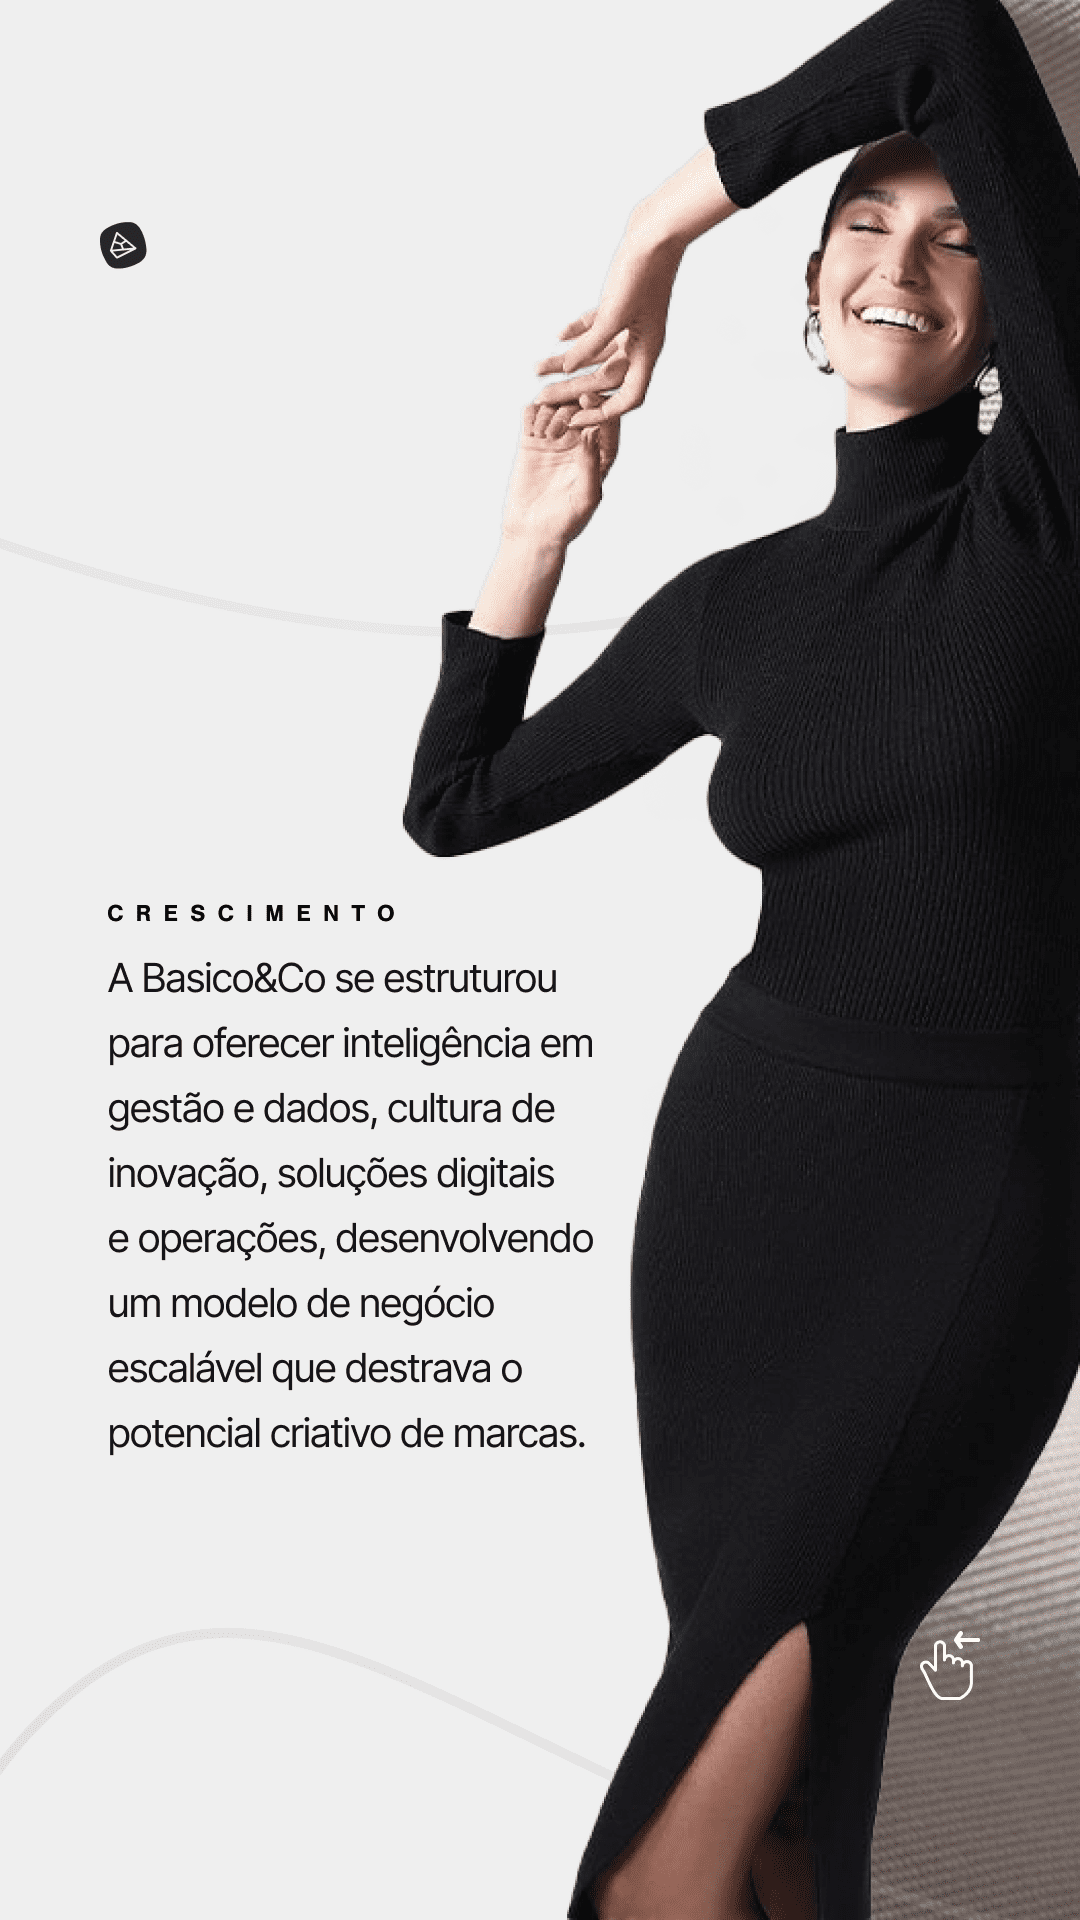 CRESCIMENTO
A Basico&Co se estruturou
para oferecer inteligência em
gestão e dados, cultura de
inovação, soluções digitais
e operações, desenvolvendo
um modelo de negócio
escalável que destrava o
potencial criativo de marcas.